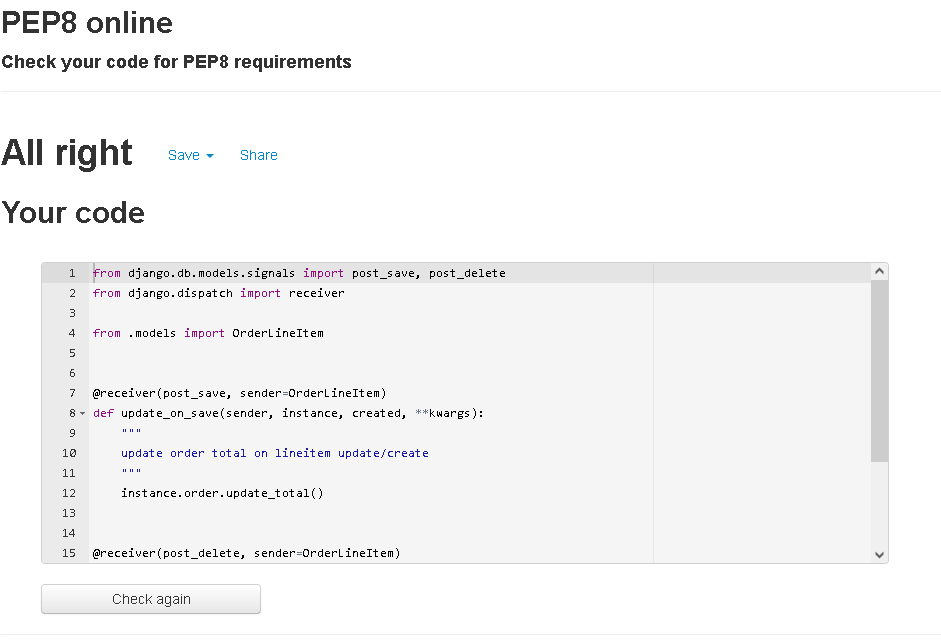 PEP8 online
Check your code for PEP8 requirements
All right Save Share
Your code
1 from django.db.models.signals import post_save, post_delete
2 from django.dispatch import receiver
3
4 from .models import OrderLineItem
5
6
7 @receiver(post_save, sender=OrderLineItem)
8 def update_on_save(sender, instance, created, **kwargs):
9     """
10     update order total on lineitem update/create
11     """
12     instance.order.update_total()
13
14
15 @receiver(post_delete, sender=OrderLineItem)
Check again